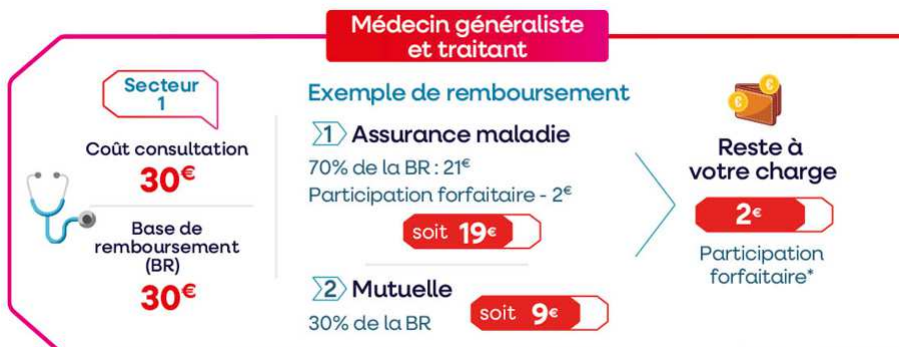 Médecin généraliste
et traitant
Secteur
1
Coût consultation
30€
Base de
remboursement
(BR)
30€
Exemple de remboursement
1 Assurance maladie
70% de la BR : 21€
Participation forfaitaire - 2€
soit 19€
2 Mutuelle
30% de la BR
soit 9€
Reste à
votre charge
2€
Participation
forfaitaire*